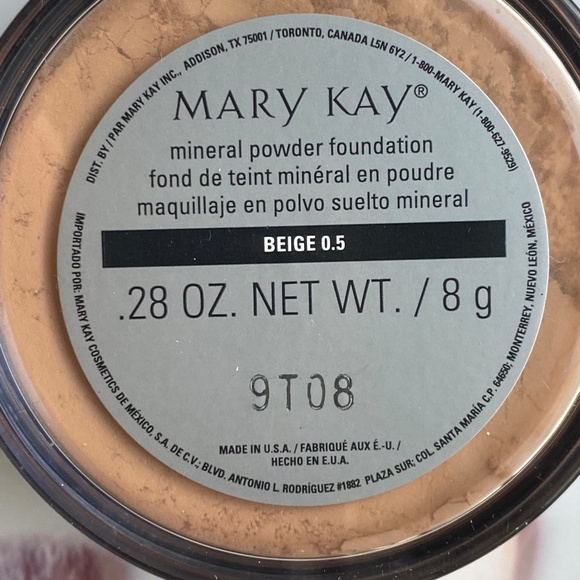 DIST. BY / PAR MARY KAY INC., ADDISON, TX 75001 / TORONTO, CANADA L5N 6Y2 / 1-800-MARY KAY (1-800-627-9529)
MARY KAY®
mineral powder foundation
fond de teint minéral en poudre
maquillaje en polvo suelto mineral
BEIGE 0.5
.28 OZ. NET WT. / 8 g
9T08
MADE IN U.S.A. / FABRIQUÉ AUX É.-U. /
HECHO EN E.U.A.
IMPORTADO POR: MARY KAY COSMETICS DE MÉXICO, S.A. DE C.V.: BLVD. ANTONIO L. RODRÍGUEZ #1882 PLAZA SUR: COL. SANTA MARÍA C.P. 64650, MONTERREY, NUEVO LEÓN, MÉXICO